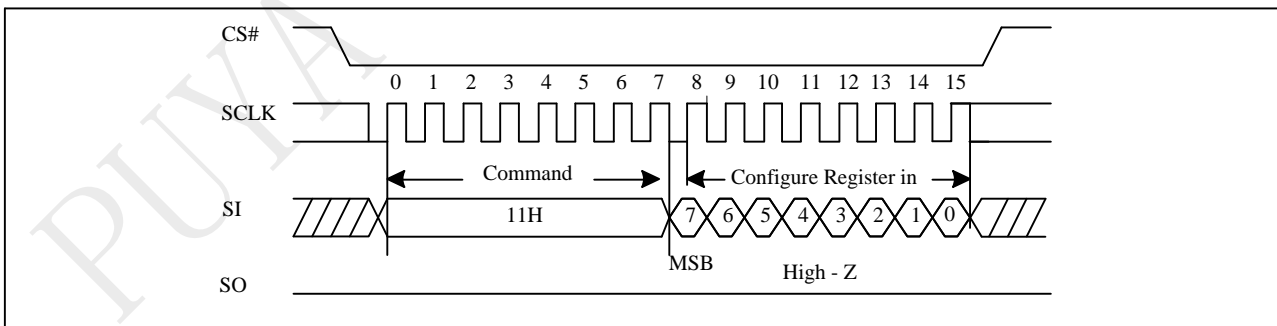 CS#
0 1 2 3 4 5 6 7 8 9 10 11 12 13 14 15
SCLK
Command
Configure Register in
SI
11H
7 6 5 4 3 2 1 0
MSB
High - Z
SO
PUYA